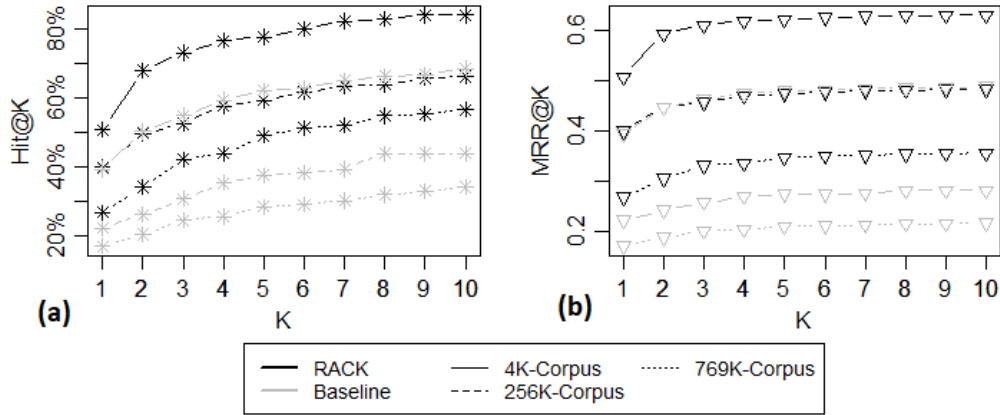 80%
60%
40%
20%
Hit@K
1 2 3 4 5 6 7 8 9 10
K
(a)
0.6
0.4
0.2
MRR@K
1 2 3 4 5 6 7 8 9 10
K
(b)
RACK 4K-Corpus 769K-Corpus
Baseline 256K-Corpus